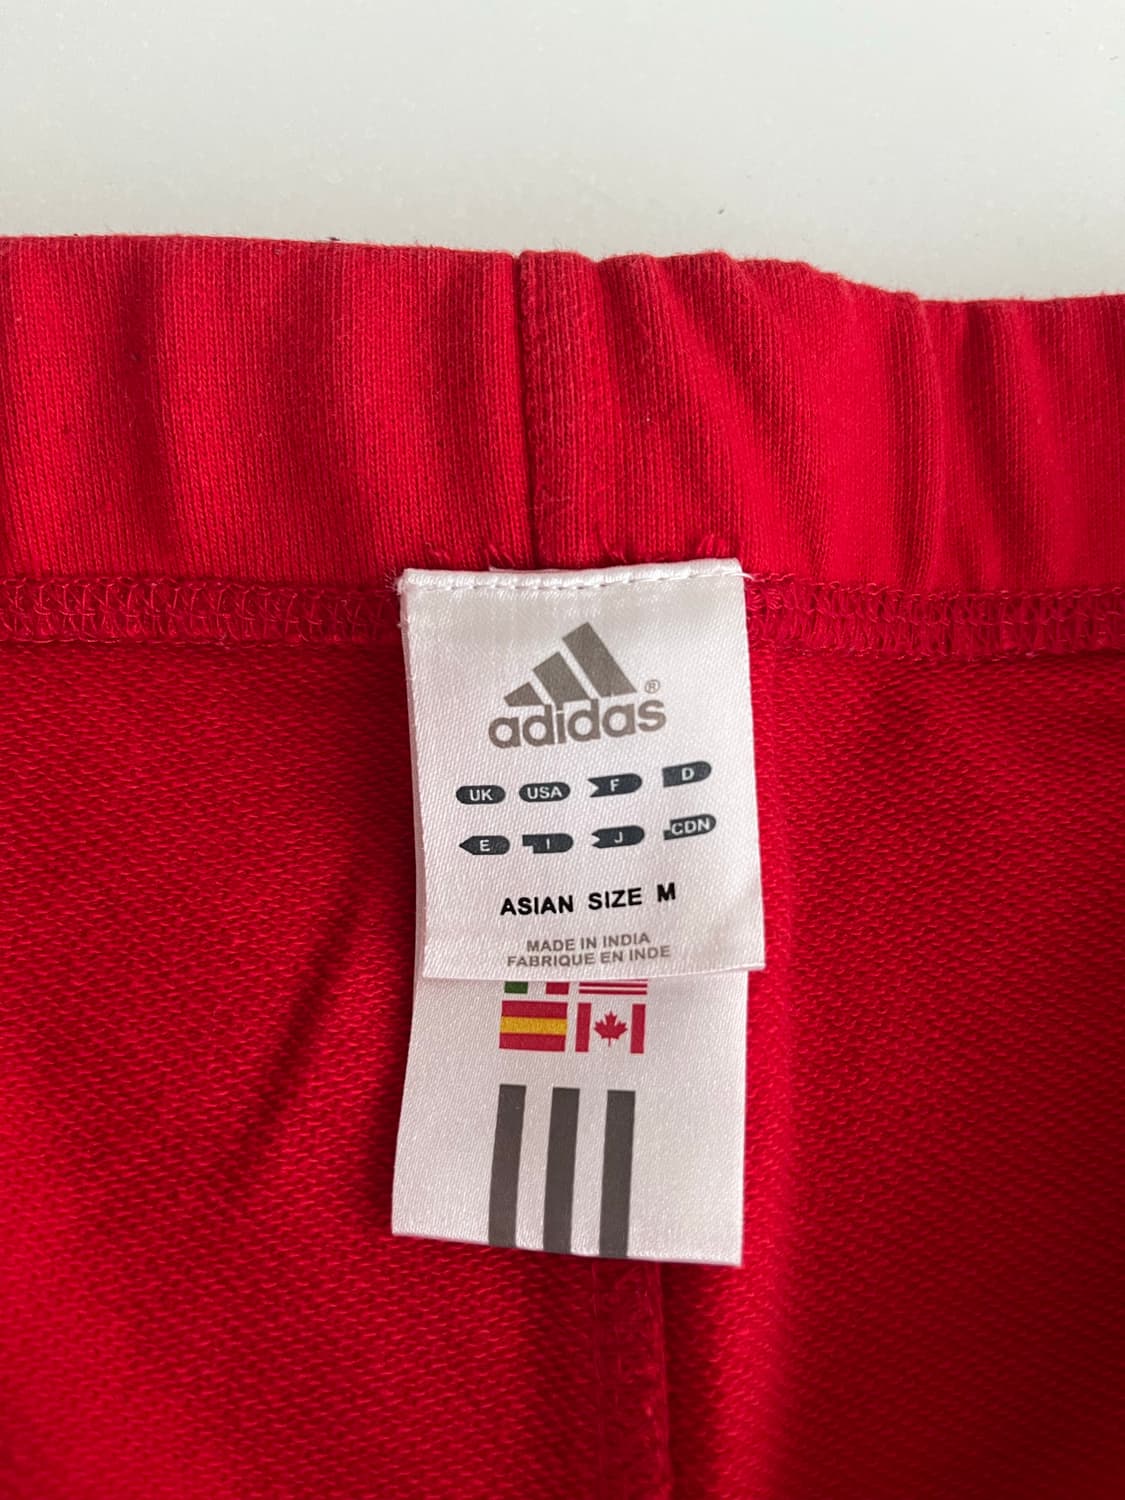 adidas®
UK USA F D
E I J CDN
ASIAN SIZE M
MADE IN INDIA
FABRIQUE EN INDE